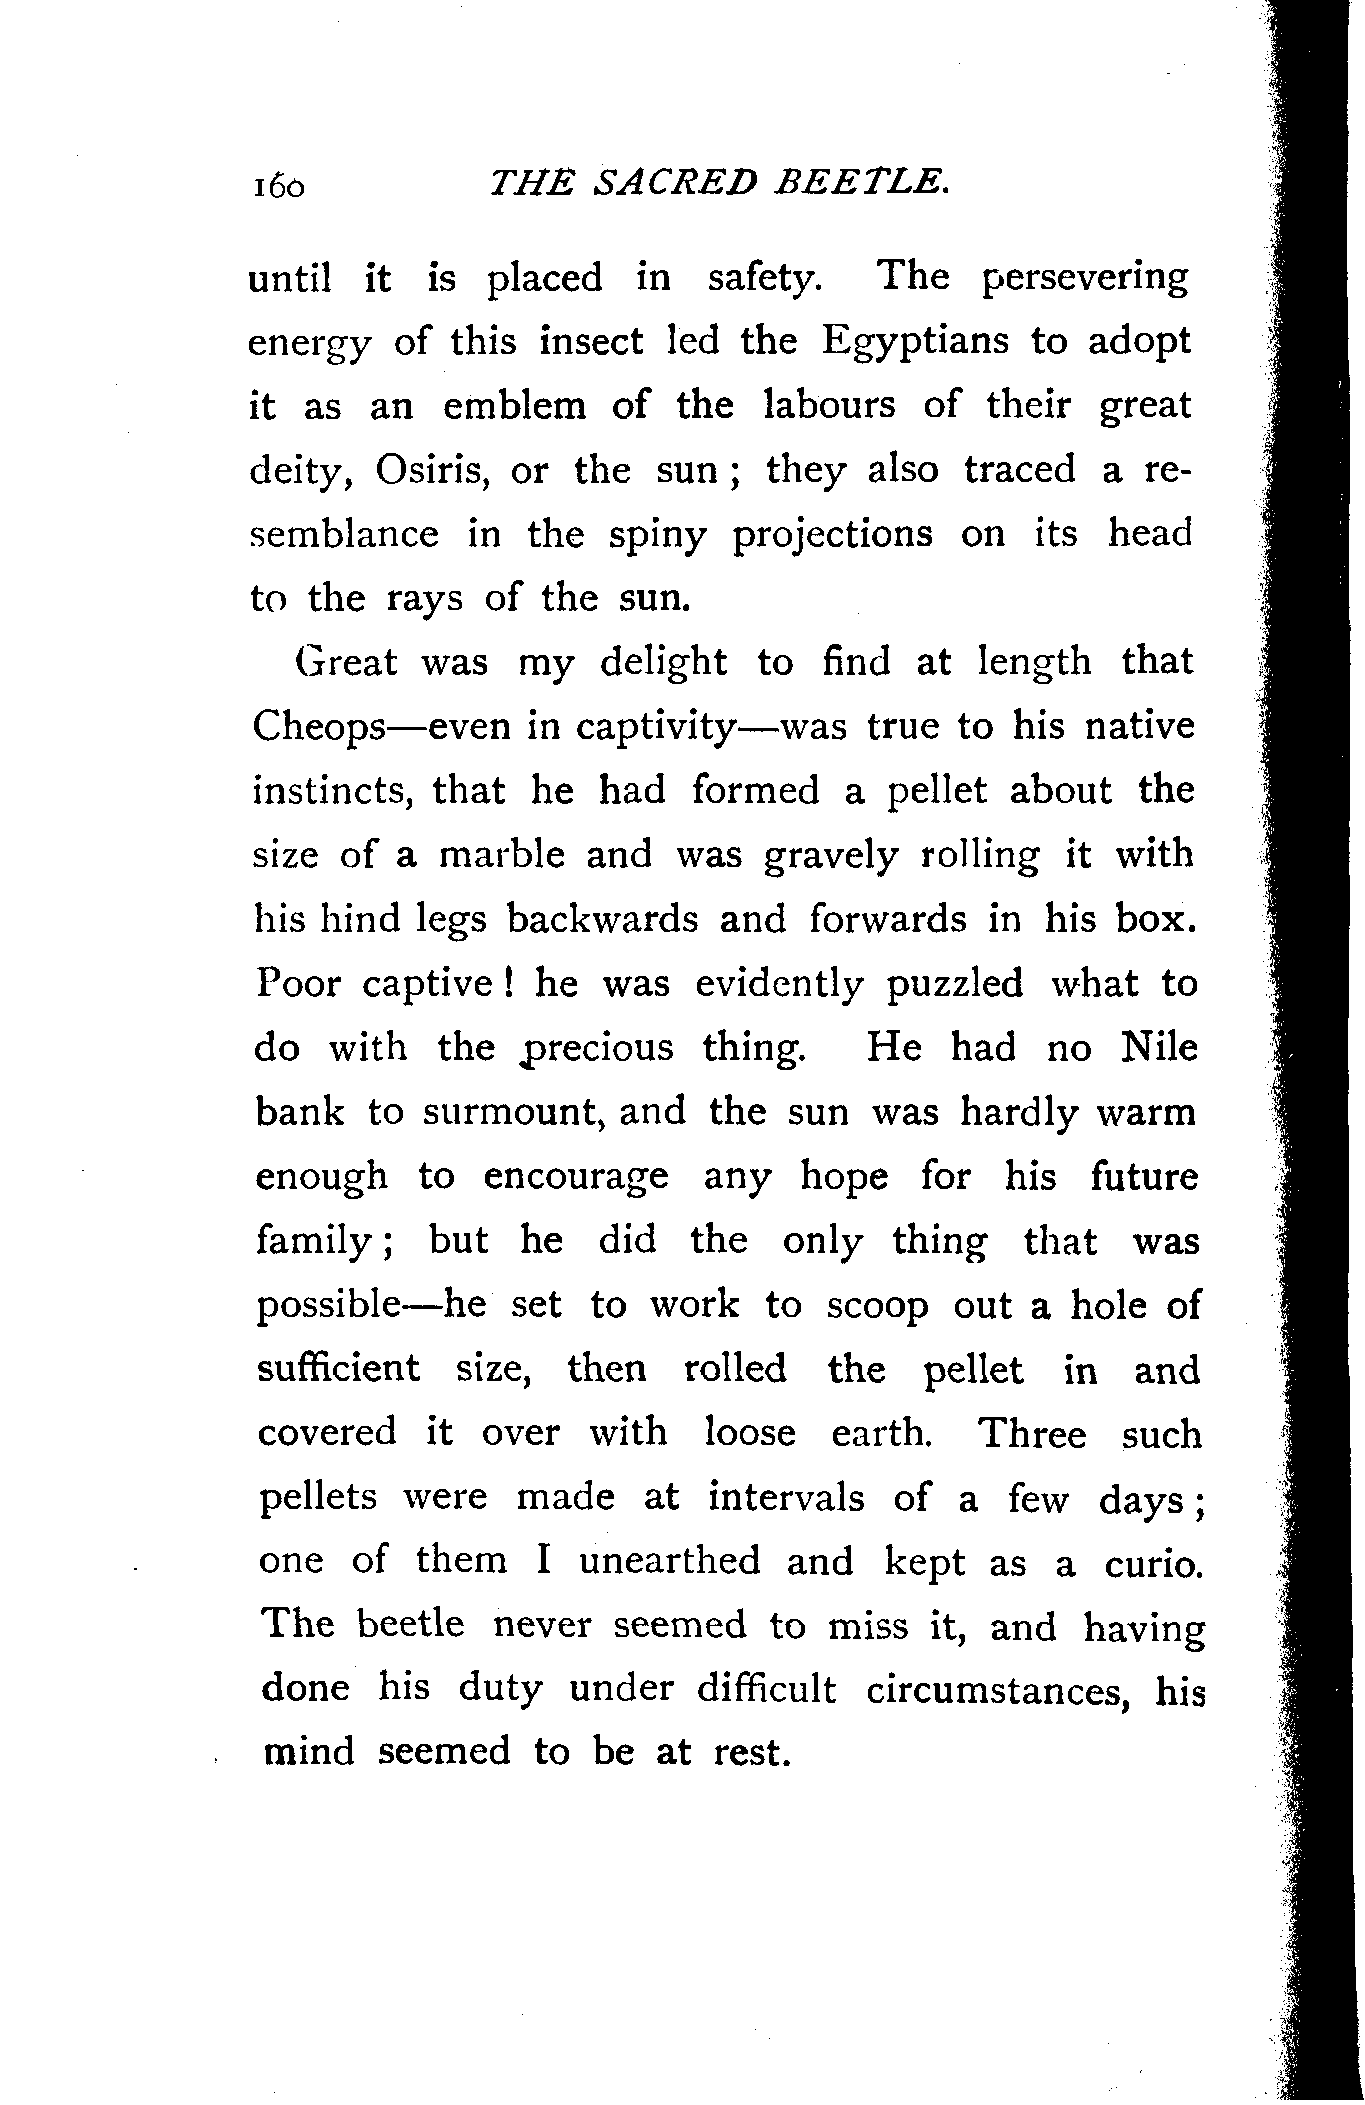 160 THE SACRED BEETLE.
until it is placed in safety. The persevering
energy of this insect led the Egyptians to adopt
it as an emblem of the labours of their great
deity, Osiris, or the sun ; they also traced a re-
semblance in the spiny projections on its head
to the rays of the sun.
Great was my delight to find at length that
Cheops—even in captivity—was true to his native
instincts, that he had formed a pellet about the
size of a marble and was gravely rolling it with
his hind legs backwards and forwards in his box.
Poor captive ! he was evidently puzzled what to
do with the precious thing. He had no Nile
bank to surmount, and the sun was hardly warm
enough to encourage any hope for his future
family ; but he did the only thing that was
possible—he set to work to scoop out a hole of
sufficient size, then rolled the pellet in and
covered it over with loose earth. Three such
pellets were made at intervals of a few days ;
one of them I unearthed and kept as a curio.
The beetle never seemed to miss it, and having
done his duty under difficult circumstances, his
mind seemed to be at rest.